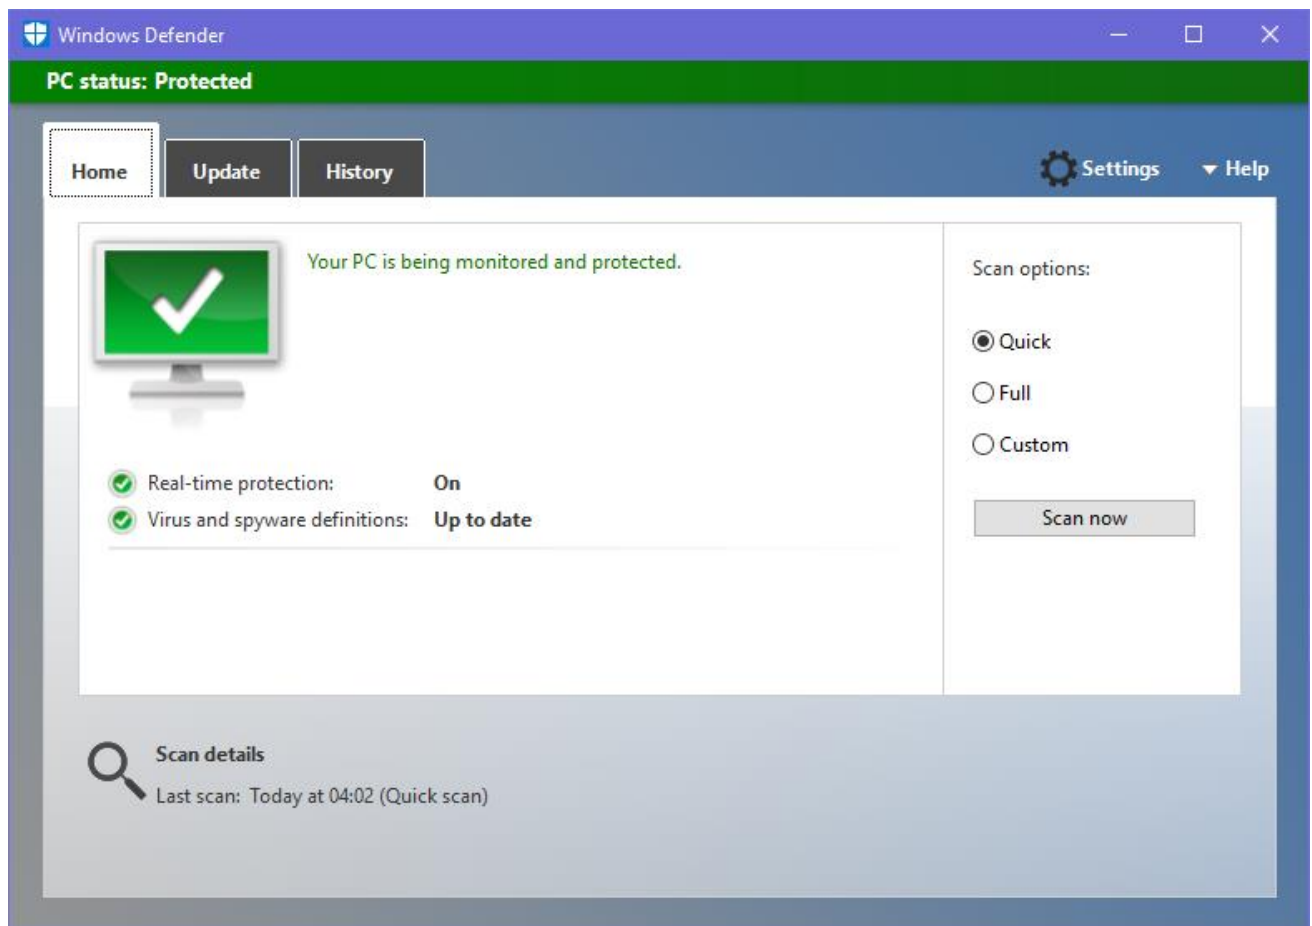 Windows Defender
PC status: Protected
Home
Update
History
Settings
Help
Your PC is being monitored and protected.
Real-time protection: On
Virus and spyware definitions: Up to date
Scan options:
Quick
Full
Custom
Scan now
Scan details
Last scan: Today at 04:02 (Quick scan)